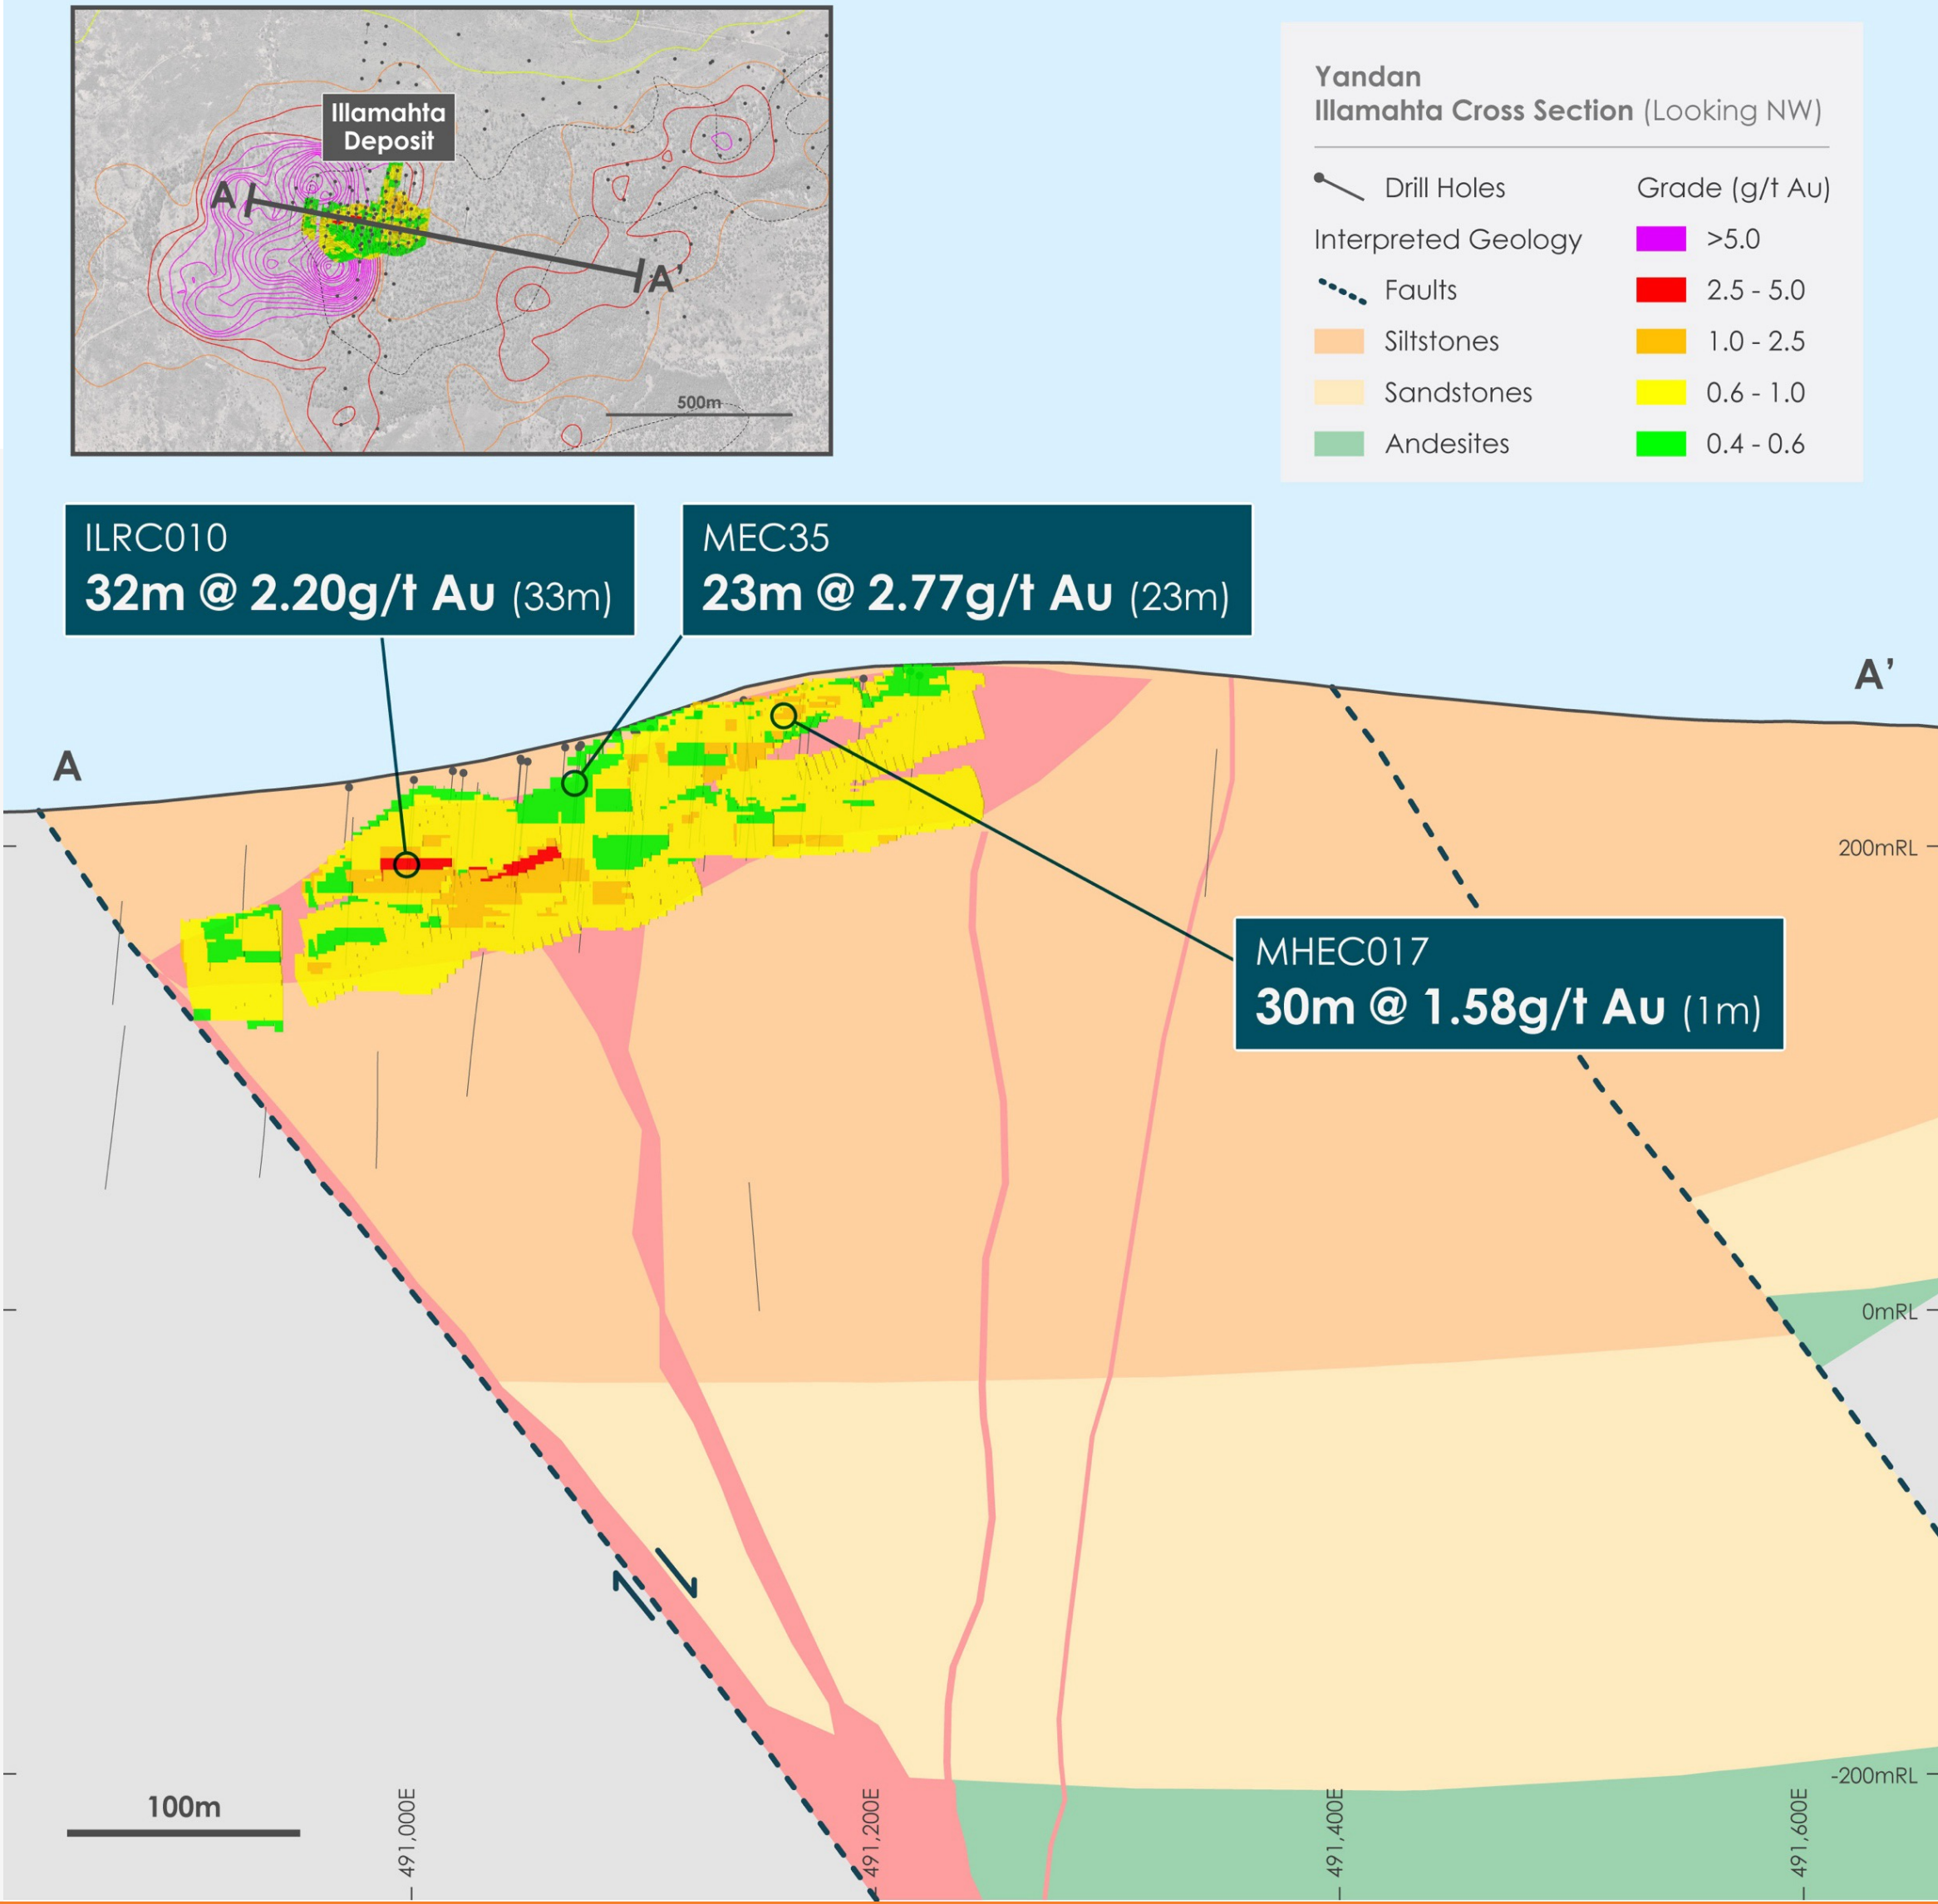 Illamahta
Deposit
A
A'
500m
Yandan
Illamahta Cross Section (Looking NW)
Drill Holes
Grade (g/t Au)
Interpreted Geology
>5.0
Faults
2.5 - 5.0
Siltstones
1.0 - 2.5
Sandstones
0.6 - 1.0
Andesites
0.4 - 0.6
ILRC010
32m @ 2.20g/t Au (33m)
MEC35
23m @ 2.77g/t Au (23m)
A'
A
200mRL
MHEC017
30m @ 1.58g/t Au (1m)
0mRL
-200mRL
100m
491,000E
491,200E
491,400E
491,600E